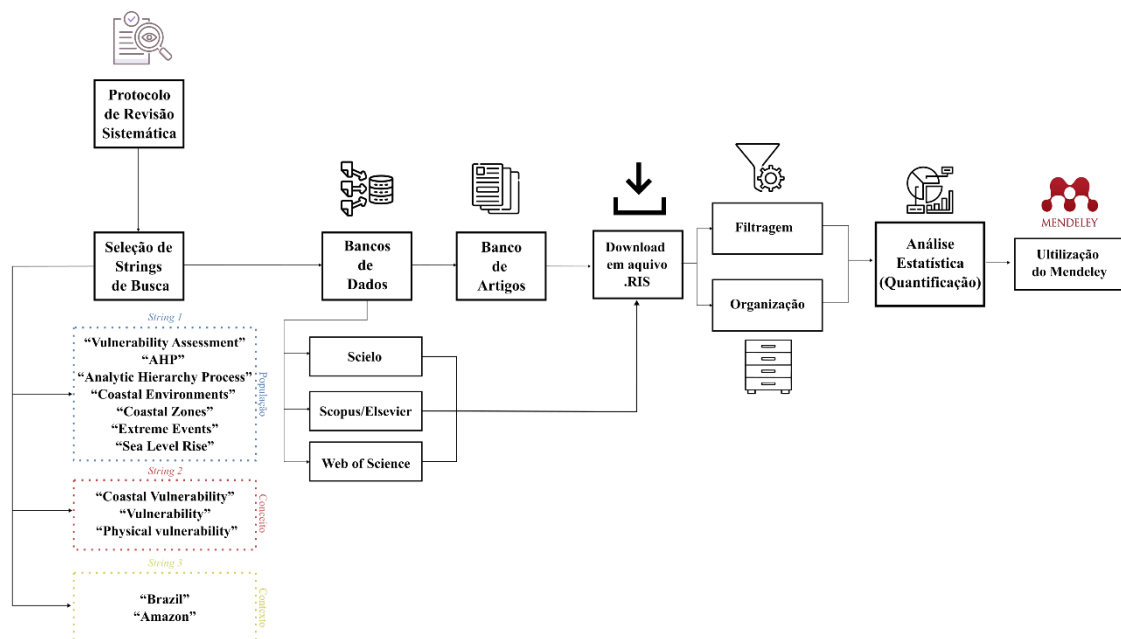 Protocolo
de Revisão
Sistemática
Seleção de
Strings
de Busca
Bancos
de
Dados
Banco
de
Artigos
Download
em aquivo
.RIS
Filtragem
Organização
Análise
Estatística
(Quantificação)
MENDELEY
Ultilização
do Mendeley
String 1
“Vulnerability Assessment”
“AHP”
“Analytic Hierarchy Process”
“Coastal Environments”
“Coastal Zones”
“Extreme Events”
“Sea Level Rise”
População
String 2
“Coastal Vulnerability”
“Vulnerability”
“Physical vulnerability”
Conceito
String 3
“Brazil”
“Amazon”
Contexto
Scielo
Scopus/Elsevier
Web of Science